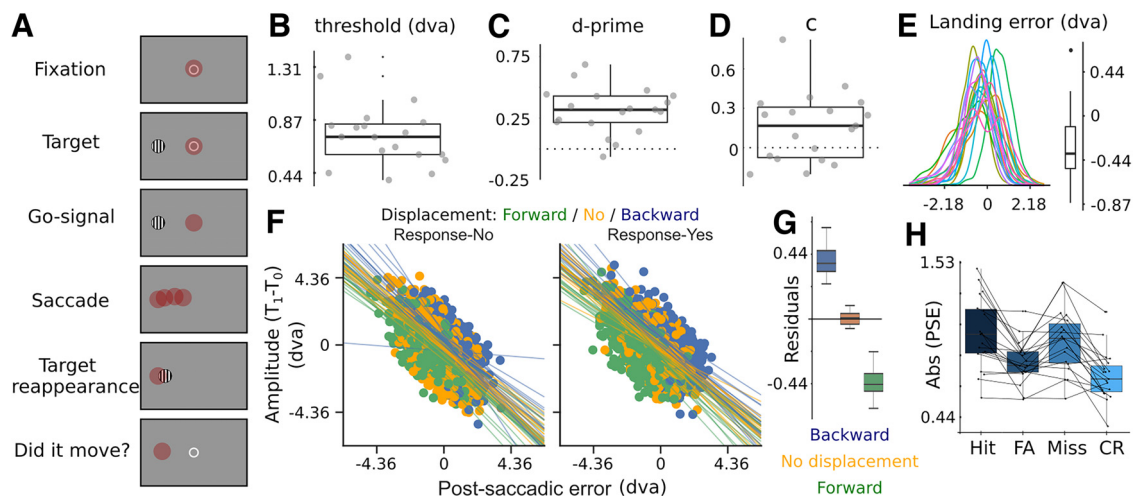 A
Fixation
Target
Go-signal
Saccade
Target
reappearance
Did it move?
B
threshold (dva)
1.31
0.87
0.44
C
d-prime
0.75
0.25
-0.25
D
c
0.6
0.3
0
E
Landing error (dva)
-2.18
0
2.18
0.44
0
-0.44
-0.87
F
Displacement: Forward / No / Backward
Response-No
Response-Yes
Amplitude (T1-T0)
(dva)
4.36
0
-4.36
-4.36
0
4.36
-4.36
0
4.36
Post-saccadic error (dva)
G
Residuals
0.44
-0.44
Backward
No displacement
Forward
H
Abs (PSE)
1.53
0.44
Hit
FA
Miss
CR